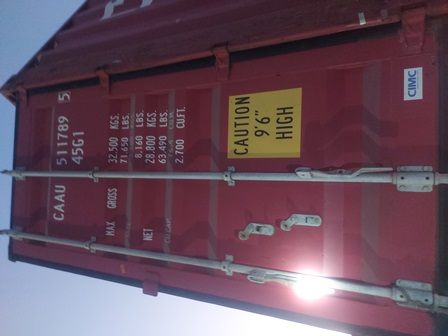 CAAU 511789 5
45G1
MAX GROSS 32.500 KGS.
71.650 LBS.
8.160 LBS.
NET 28.800 KGS.
63.490 LBS.
2.700 CU.FT.
CAUTION
9'6"
HIGH
CIMC